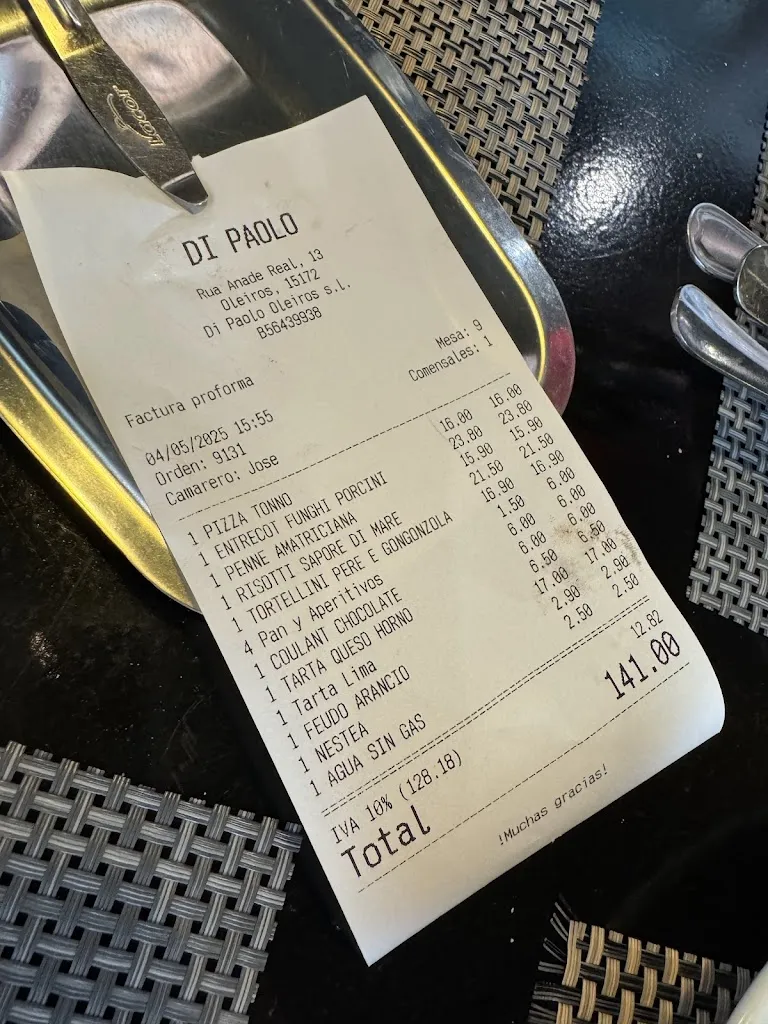 Lacor
DI PAOLO
Rua Anade Real, 13
Oleiros, 15172
Di Paolo Oleiros s.l.
B56439938
Mesa: 9
Factura proforma Comensales: 1
04/05/2025 15:55
Orden: 9131
Camarero: Jose
1 PIZZA TONNO 16.00 16.00
1 ENTRECOT FUNGHI PORCINI 23.80 23.80
1 PENNE AMATRICIANA 15.90 15.90
1 RISOTTI SAPORE DI MARE 21.50 21.50
1 TORTELLINI PERE E GONGONZOLA 16.90 16.90
4 Pan y Aperitivos 1.50 6.00
1 COULANT CHOCOLATE 6.00 6.00
1 TARTA QUESO HORNO 6.00 6.00
1 Tarta Lima 6.50 6.50
1 FEUDO ARANCIO 17.00 17.00
1 NESTEA 2.90 2.90
1 AGUA SIN GAS 2.50 2.50
IVA 10% (128.18) 12.82
Total 141.00
!Muchas gracias!